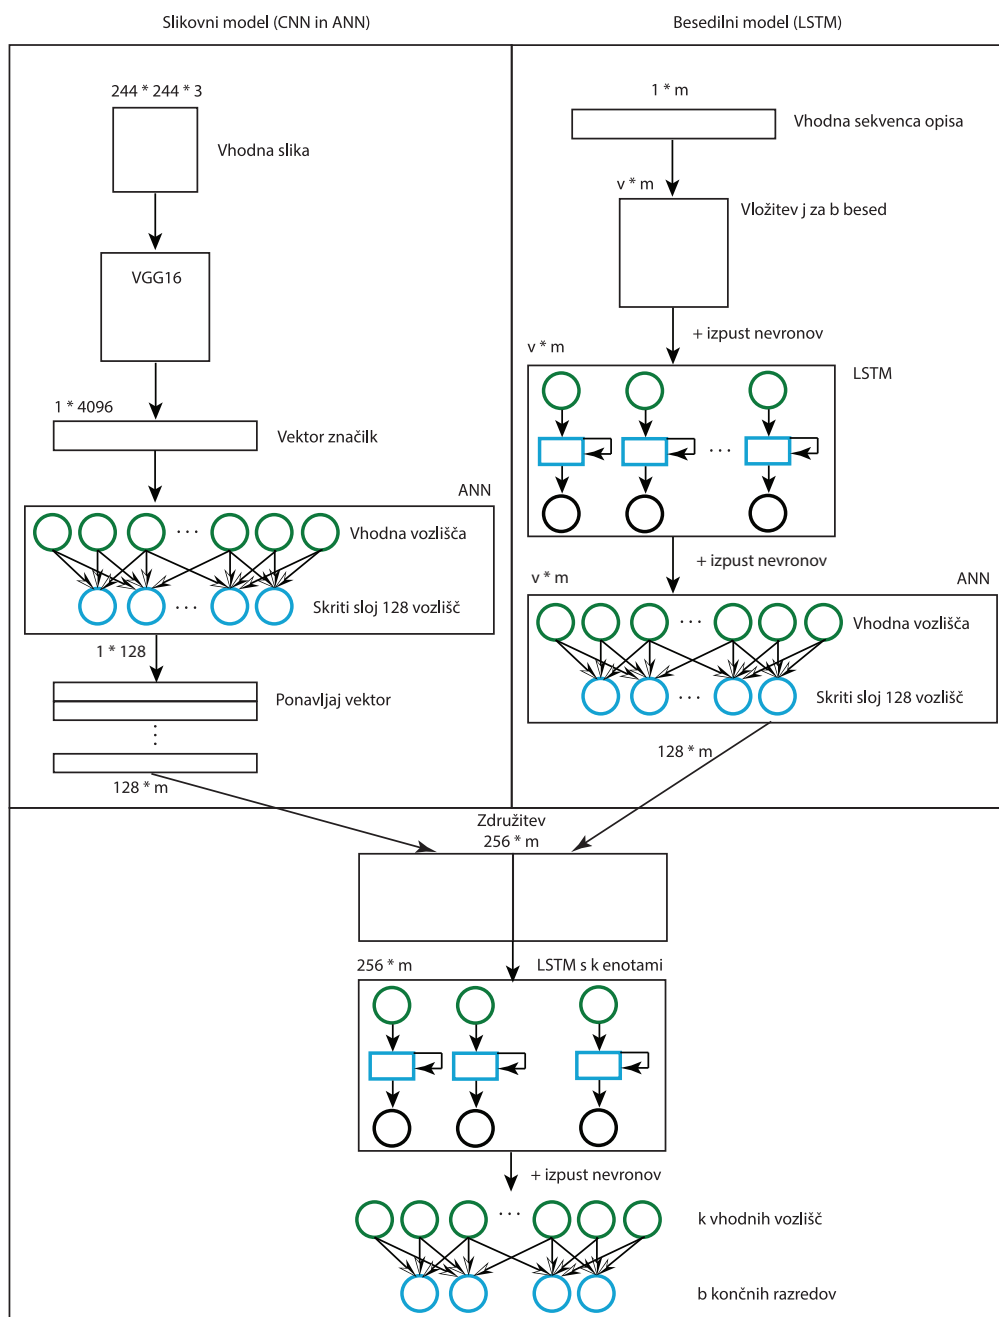 Slikovni model (CNN in ANN)
244 * 244 * 3
Vhodna slika
VGG16
1 * 4096
Vektor značilk
ANN
Vhodna vozlišča
...
Skriti sloj 128 vozlišč
...
1 * 128
Ponavljaj vektor
128 * m
Besedilni model (LSTM)
1 * m
Vhodna sekvenca opisa
v * m
Vložitev j za b besed
+ izpust nevronov
v * m
LSTM
...
+ izpust nevronov
v * m
ANN
...
Vhodna vozlišča
...
Skriti sloj 128 vozlišč
128 * m
Združitev
256 * m
256 * m
LSTM s k enotami
+ izpust nevronov
...
k vhodnih vozlišč
...
b končnih razredov